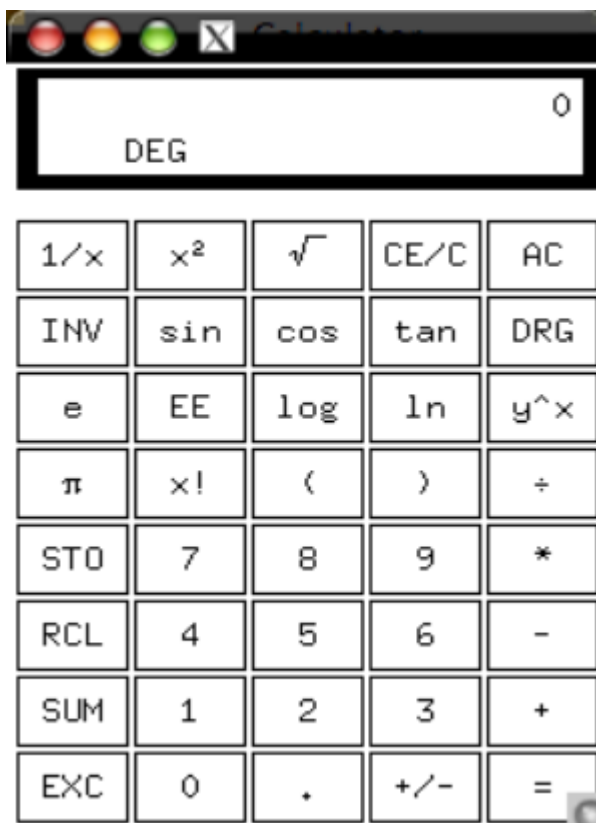 X Calculator
0
DEG
1/x x² √ CE/C AC
INV sin cos tan DRG
e EE log ln y^x
π x! ( ) ÷
STO 7 8 9 *
RCL 4 5 6 -
SUM 1 2 3 +
EXC 0 . +/- =